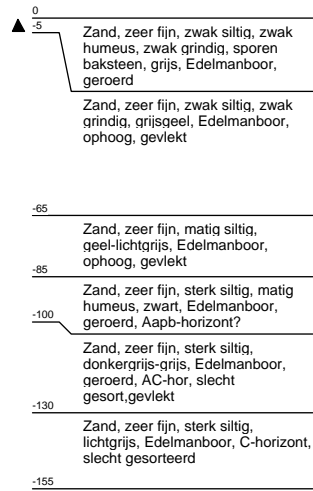 0
-5
Zand, zeer fijn, zwak siltig, zwak
humeus, zwak grindig, sporen
baksteen, grijs, Edelmanboor,
geroerd
Zand, zeer fijn, zwak siltig, zwak
grindig, grijsgeel, Edelmanboor,
ophoog, gevlekt
-65
Zand, zeer fijn, matig siltig,
geel-lichtgrijs, Edelmanboor,
ophoog, gevlekt
-85
Zand, zeer fijn, sterk siltig, matig
humeus, zwart, Edelmanboor,
geroerd, Aapb-horizont?
-100
Zand, zeer fijn, sterk siltig,
donkergrijs-grijs, Edelmanboor,
geroerd, AC-hor, slecht
gesort,gevlekt
-130
Zand, zeer fijn, sterk siltig,
lichtgrijs, Edelmanboor, C-horizont,
slecht gesorteerd
-155